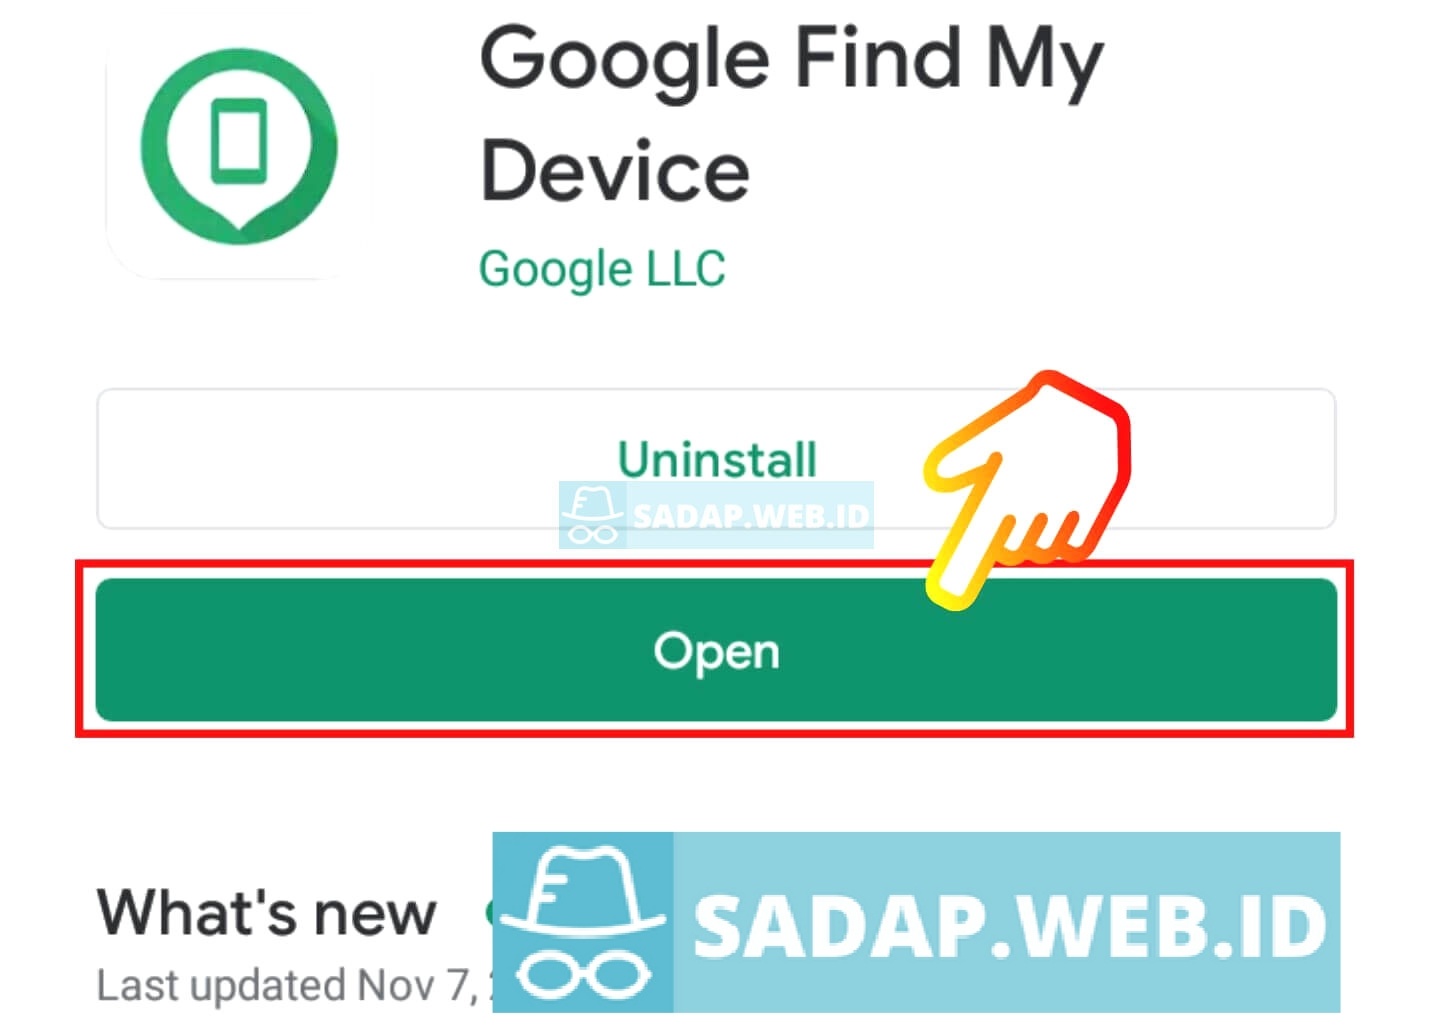 Google Find My
Device
Google LLC
Uninstall
SADAP.WEB.ID
Open
What's new
Last updated Nov 7,
SADAP.WEB.ID